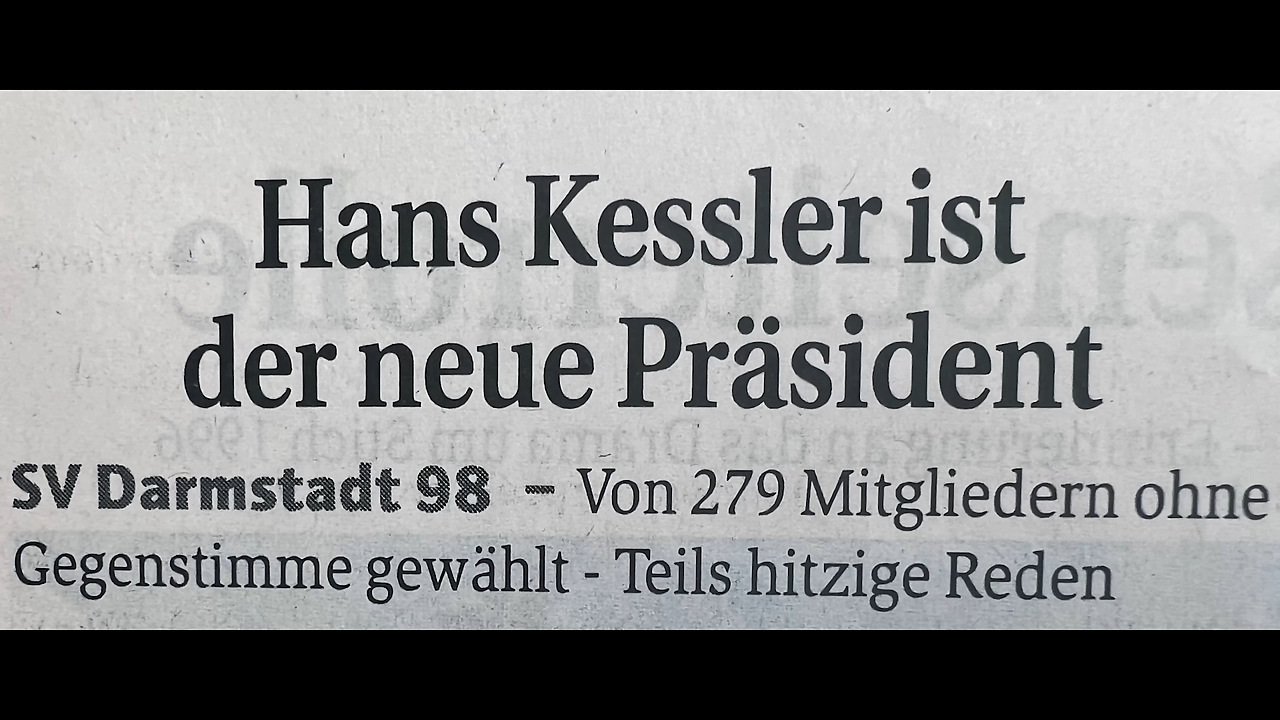 Hans Kessler ist
der neue Präsident
SV Darmstadt 98 – Von 279 Mitgliedern ohne
Gegenstimme gewählt - Teils hitzige Reden